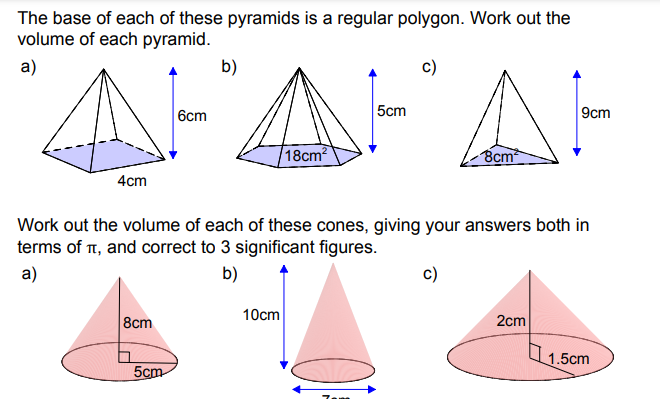 The base of each of these pyramids is a regular polygon. Work out the
volume of each pyramid.
a) b) c)
6cm 5cm 9cm
18cm² 8cm²
4cm
Work out the volume of each of these cones, giving your answers both in
terms of π, and correct to 3 significant figures.
a) b) c)
8cm 10cm 2cm
5cm 1.5cm
7cm